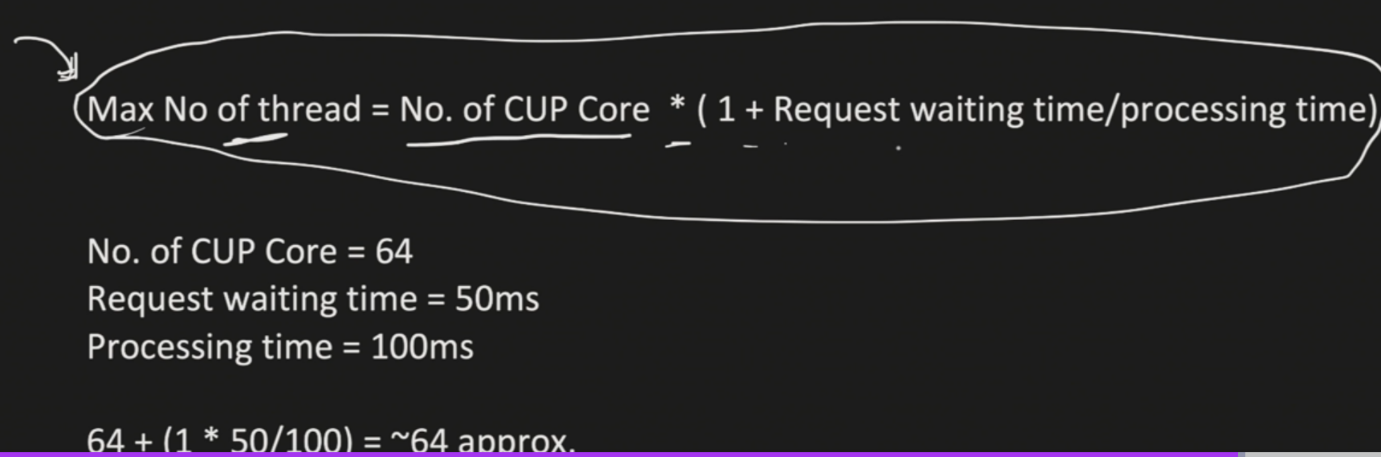 Max No of thread = No. of CUP Core * ( 1 + Request waiting time/processing time)
No. of CUP Core = 64
Request waiting time = 50ms
Processing time = 100ms
64 + (1 * 50/100) = ~64 approx.